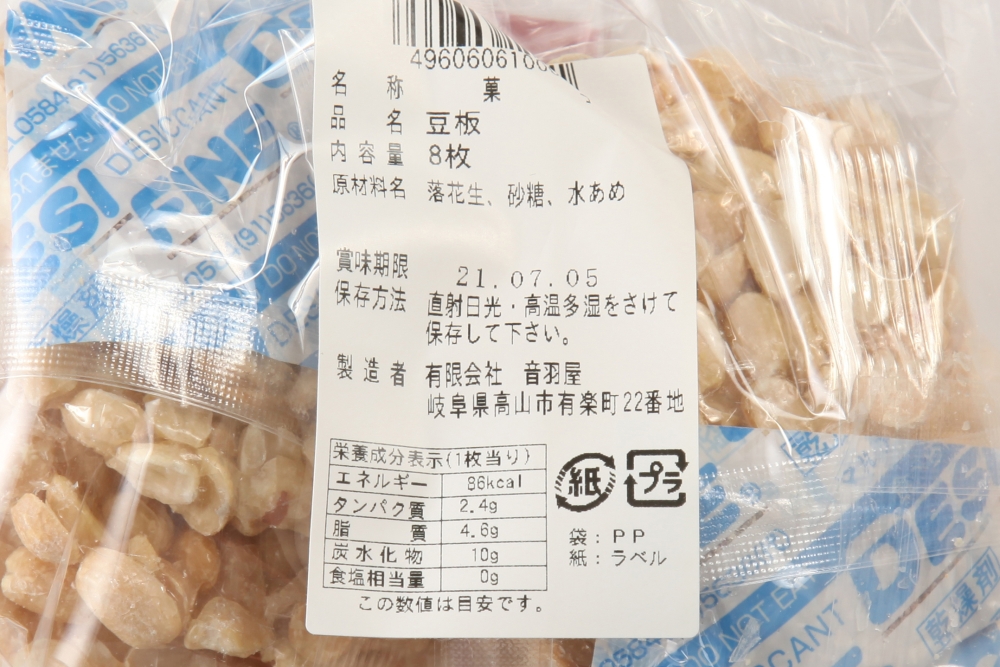 4960606100
名称 菓
品名 豆板
内容量 8枚
原材料名 落花生、砂糖、水あめ
賞味期限 21.07.05
保存方法 直射日光・高温多湿をさけて
保存して下さい。
製造者 有限会社 音羽屋
岐阜県高山市有楽町22番地
栄養成分表示(1枚当り)
エネルギー 86kcal
タンパク質 2.4g
脂質 4.6g
炭水化物 10g
食塩相当量 0g
この数値は目安です。
紙 プラ
袋:PP
紙:ラベル
DESICCANT
DO NOT EAT
DESICCANT
乾燥剤